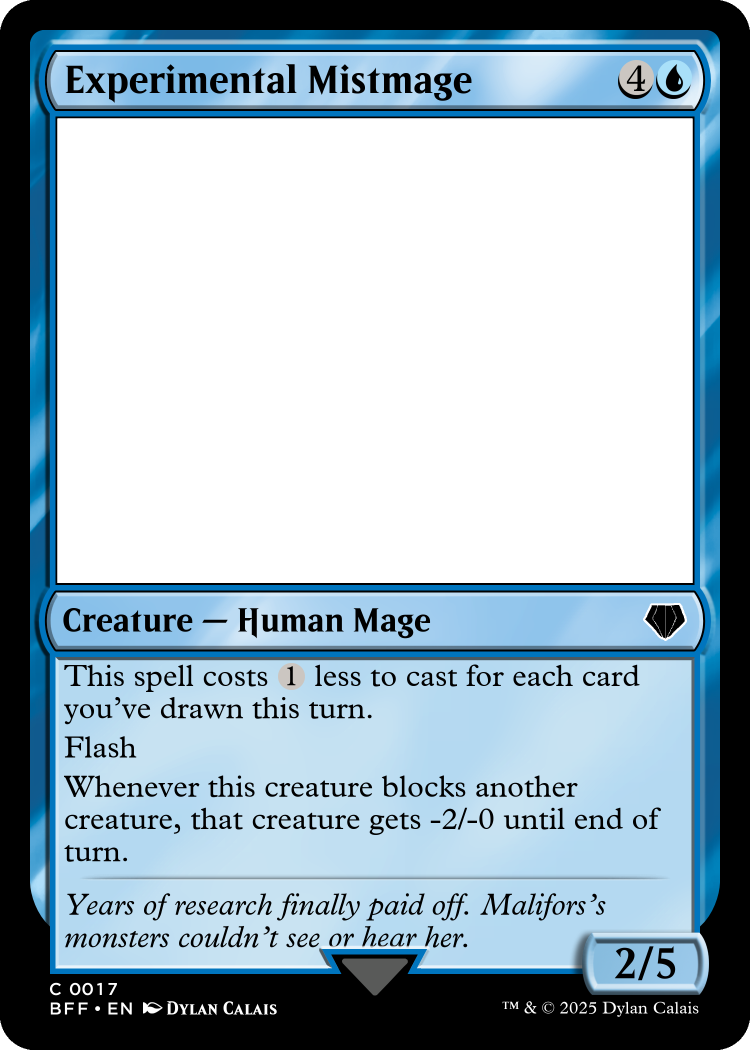 Experimental Mistmage 4
Creature — Human Mage
This spell costs 1 less to cast for each card
you’ve drawn this turn.
Flash
Whenever this creature blocks another
creature, that creature gets -2/-0 until end of
turn.
Years of research finally paid off. Malifors’s
monsters couldn’t see or hear her.
2/5
C 0017
BFF • EN DYLAN CALAIS
™ & © 2025 Dylan Calais